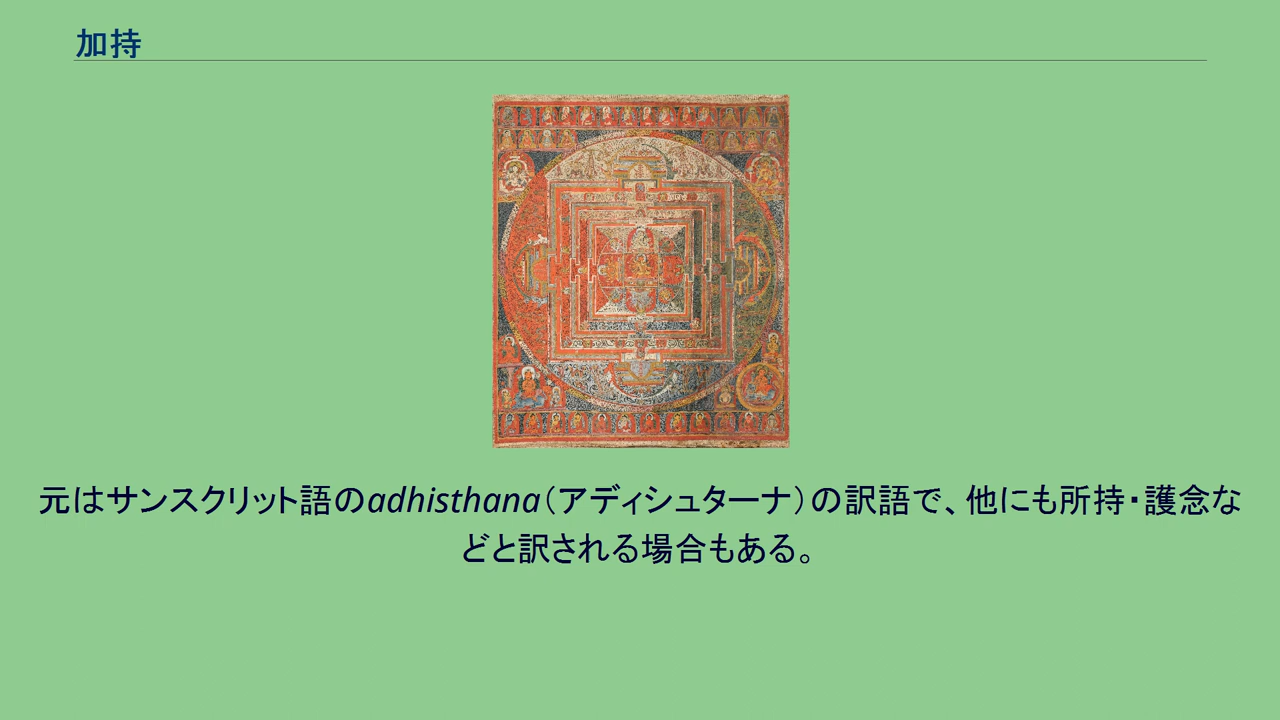 加持
元はサンスクリット語のadhisthana（アディシュターナ）の訳語で、他にも所持・護念な
どと訳される場合もある。